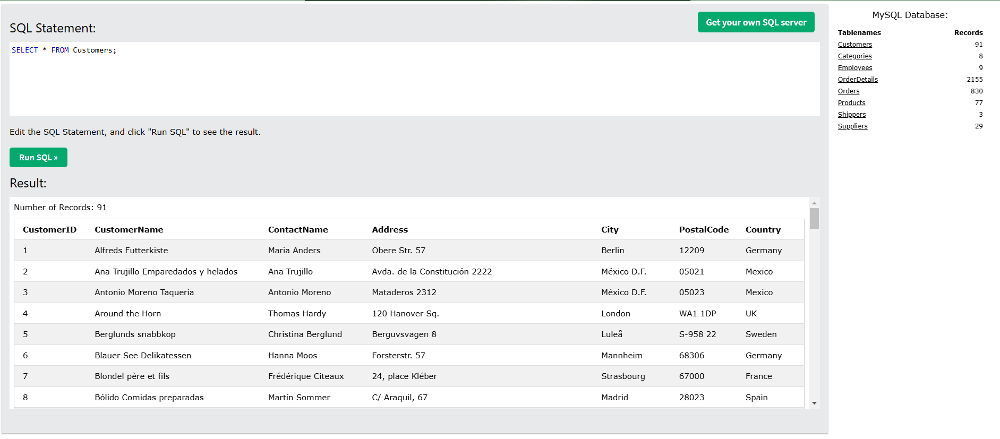 SQL Statement:
Get your own SQL server
SELECT * FROM Customers;
Edit the SQL Statement, and click "Run SQL" to see the result.
Run SQL »
Result:
Number of Records: 91
CustomerID CustomerName ContactName Address City PostalCode Country
1 Alfreds Futterkiste Maria Anders Obere Str. 57 Berlin 12209 Germany
2 Ana Trujillo Emparedados y helados Ana Trujillo Avda. de la Constitución 2222 México D.F. 05021 Mexico
3 Antonio Moreno Taquería Antonio Moreno Mataderos 2312 México D.F. 05023 Mexico
4 Around the Horn Thomas Hardy 120 Hanover Sq. London WA1 1DP UK
5 Berglunds snabbköp Christina Berglund Berguvsvägen 8 Luleå S-958 22 Sweden
6 Blauer See Delikatessen Hanna Moos Forsterstr. 57 Mannheim 68306 Germany
7 Blondel père et fils Frédérique Citeaux 24, place Kléber Strasbourg 67000 France
8 Bólido Comidas preparadas Martín Sommer C/ Araquil, 67 Madrid 28023 Spain
MySQL Database:
Tablenames Records
Customers 91
Categories 8
Employees 9
OrderDetails 2155
Orders 830
Products 77
Shippers 3
Suppliers 29